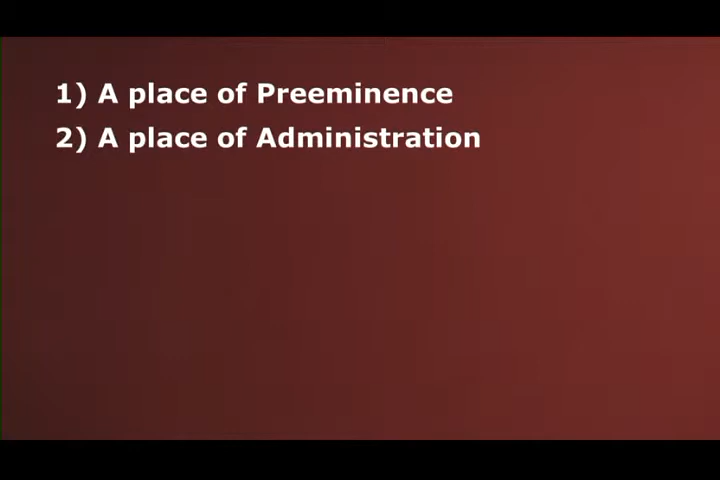 1) A place of Preeminence
2) A place of Administration